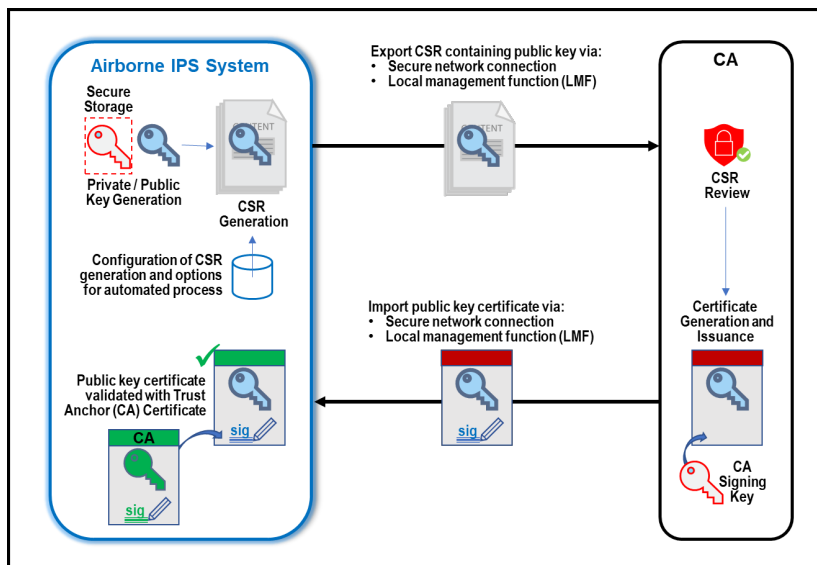 Airborne IPS System
Secure
Storage
Private / Public
Key Generation
CONTENT
CSR
Generation
Configuration of CSR
generation and options
for automated process
Export CSR containing public key via:
• Secure network connection
• Local management function (LMF)
CONTENT
CA
CSR
Review
Certificate
Generation and
Issuance
CA
Signing
Key
Import public key certificate via:
• Secure network connection
• Local management function (LMF)
sig
Public key certificate
validated with Trust
Anchor (CA) Certificate
sig
CA
sig